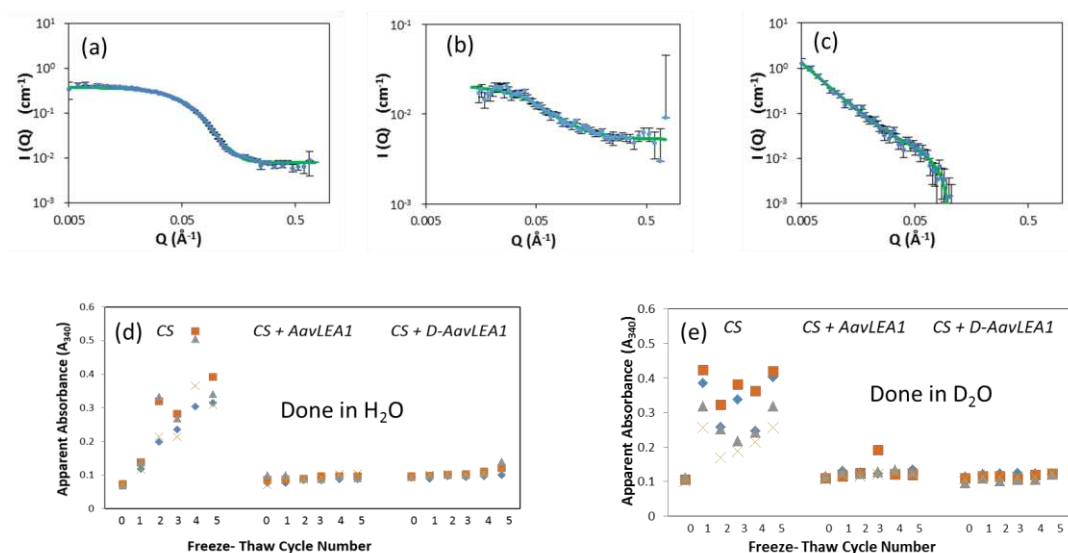 (a)
I (Q) (cm⁻¹)
10¹
10⁰
10⁻¹
10⁻²
10⁻³
0.005
0.05
0.5
Q (Å⁻¹)
(b)
I (Q) (cm⁻¹)
10⁻¹
10⁻²
10⁻³
0.005
0.05
0.5
Q (Å⁻¹)
(c)
I (Q) (cm⁻¹)
10¹
10⁰
10⁻¹
10⁻²
10⁻³
0.005
0.05
0.5
Q (Å⁻¹)
(d)
Apparent Absorbance (A₃₄₀)
0.6
0.5
0.4
0.3
0.2
0.1
0
CS
CS + AavLEA1
CS + D-AavLEA1
Done in H₂O
0 1 2 3 4 5 0 1 2 3 4 5 0 1 2 3 4 5
Freeze- Thaw Cycle Number
(e)
Apparent Absorbance (A₃₄₀)
0.6
0.5
0.4
0.3
0.2
0.1
0
CS
CS + AavLEA1
CS + D-AavLEA1
Done in D₂O
0 1 2 3 4 5 0 1 2 3 4 5 0 1 2 3 4 5
Freeze- Thaw Cycle Number